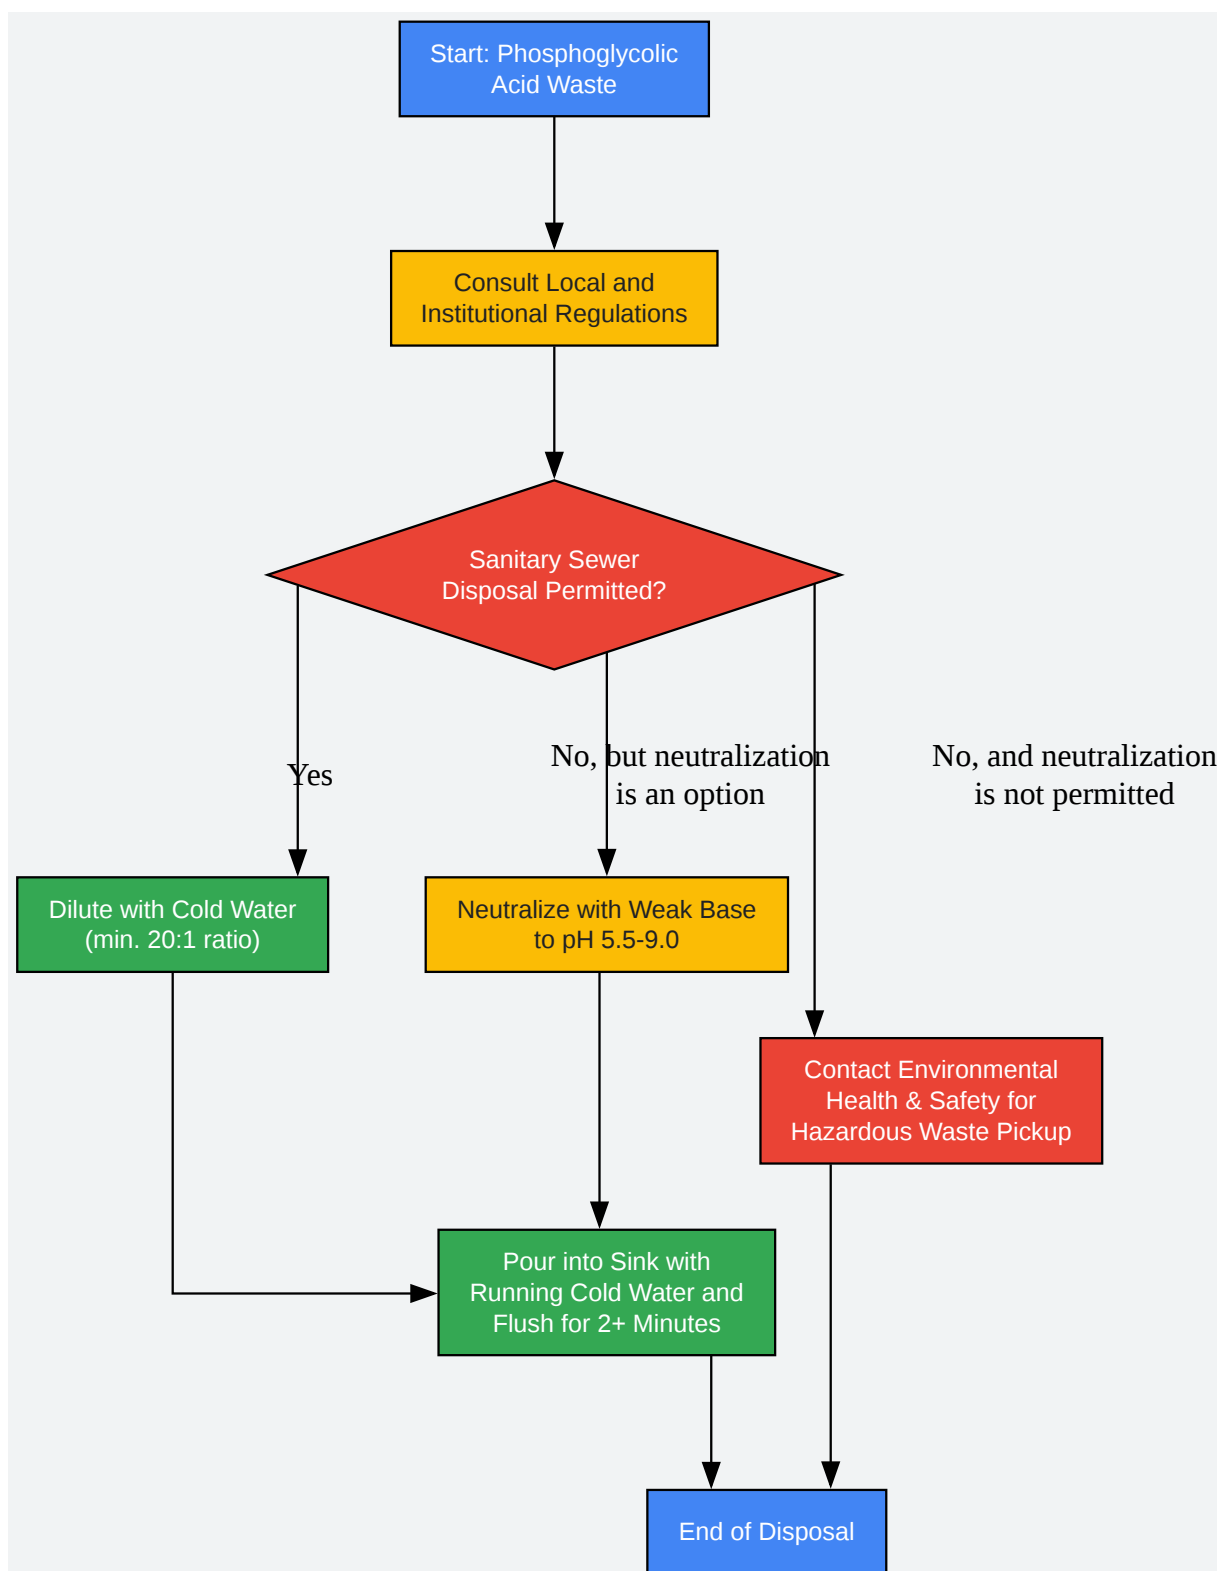 Start: Phosphoglycolic
Acid Waste
Consult Local and
Institutional Regulations
Sanitary Sewer
Disposal Permitted?
Yes
No, but neutralization
is an option
No, and neutralization
is not permitted
Dilute with Cold Water
(min. 20:1 ratio)
Neutralize with Weak Base
to pH 5.5-9.0
Contact Environmental
Health & Safety for
Hazardous Waste Pickup
Pour into Sink with
Running Cold Water and
Flush for 2+ Minutes
End of Disposal